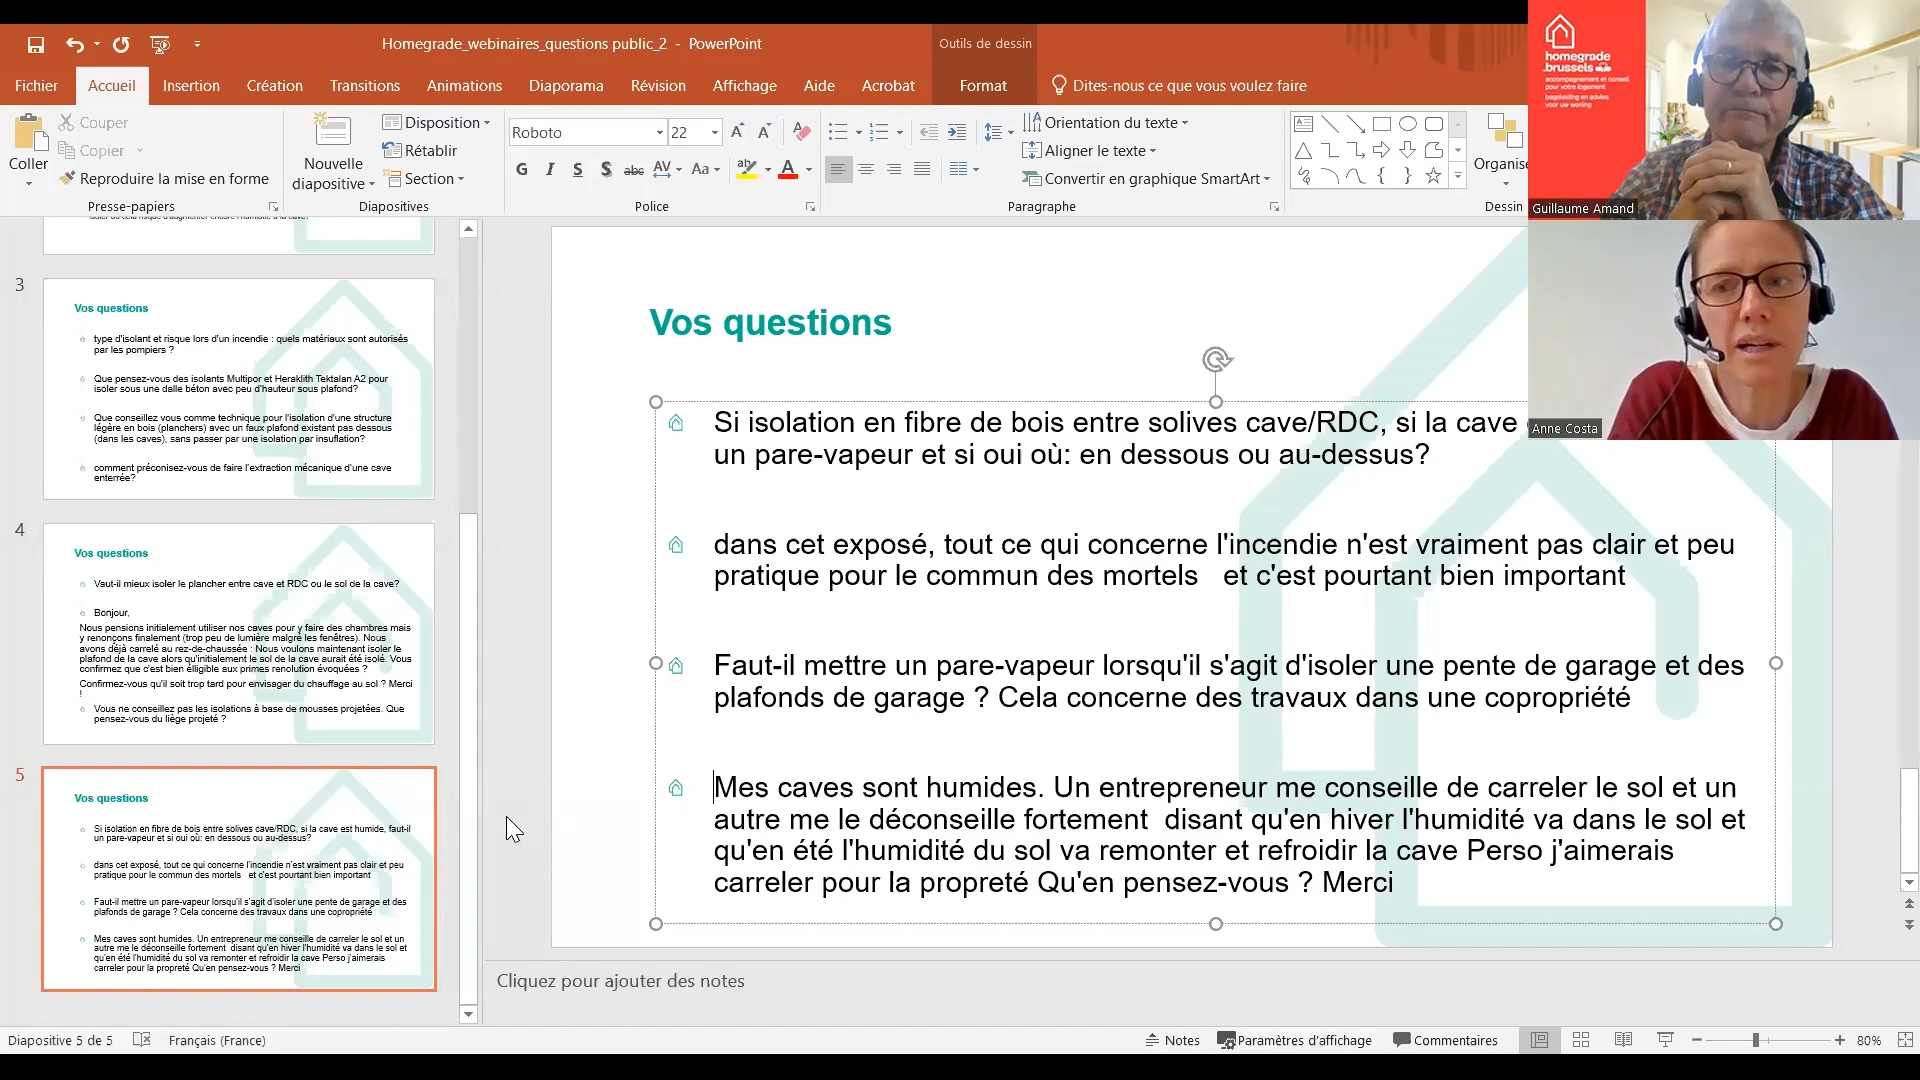 Homegrade_webinaires_questions public_2 - PowerPoint
Outils de dessin
Fichier
Accueil
Insertion
Création
Transitions
Animations
Diaporama
Révision
Affichage
Aide
Acrobat
Format
Dites-nous ce que vous voulez faire
Coller
Couper
Copier
Reproduire la mise en forme
Presse-papiers
Nouvelle
diapositive
Disposition
Rétablir
Section
Diapositives
Roboto
22
G I S S abc AV Aa
A
Police
Orientation du texte
Aligner le texte
Convertir en graphique SmartArt
Paragraphe
Organise
Dessin
homegrade
.brussels
accompagnement et conseil
pour votre logement
begeleiding en advies
voor uw woning
Guillaume Amand
Anne Costa
3
Vos questions
type d'isolant et risque lors d'un incendie : quels matériaux sont autorisés
par les pompiers ?
Que pensez-vous des isolants Multipor et Heraklith Tektalan A2 pour
isoler sous une dalle béton avec peu d'hauteur sous plafond?
Que conseillez vous comme technique pour l'isolation d'une structure
légère en bois (planchers) avec un faux plafond existant pas dessous
(dans les caves), sans passer par une isolation par insuflation?
comment préconisez-vous de faire l'extraction mécanique d'une cave
enterrée?
4
Vos questions
Vaut-il mieux isoler le plancher entre cave et RDC ou le sol de la cave?
Bonjour,
Nous pensions initialement utiliser nos caves pour y faire des chambres mais
y renonçons finalement (trop peu de lumière malgré les fenêtres). Nous
avons déjà carrelé au rez-de-chaussée : Nous voulons maintenant isoler le
plafond de la cave alors qu'initialement le sol de la cave aurait été isolé. Vous
confirmez que c'est bien élligible aux primes renolution évoquées ?
Confirmez-vous qu'il soit trop tard pour envisager du chauffage au sol ? Merci
!
Vous ne conseillez pas les isolations à base de mousses projetées. Que
pensez-vous du liège projeté ?
5
Vos questions
Si isolation en fibre de bois entre solives cave/RDC, si la cave est humide, faut-il
un pare-vapeur et si oui où: en dessous ou au-dessus?
dans cet exposé, tout ce qui concerne l'incendie n'est vraiment pas clair et peu
pratique pour le commun des mortels et c'est pourtant bien important
Faut-il mettre un pare-vapeur lorsqu'il s'agit d'isoler une pente de garage et des
plafonds de garage ? Cela concerne des travaux dans une copropriété
Mes caves sont humides. Un entrepreneur me conseille de carreler le sol et un
autre me le déconseille fortement disant qu'en hiver l'humidité va dans le sol et
qu'en été l'humidité du sol va remonter et refroidir la cave Perso j'aimerais
carreler pour la propreté Qu'en pensez-vous ? Merci
Vos questions
Si isolation en fibre de bois entre solives cave/RDC, si la cave
un pare-vapeur et si oui où: en dessous ou au-dessus?
dans cet exposé, tout ce qui concerne l'incendie n'est vraiment pas clair et peu
pratique pour le commun des mortels et c'est pourtant bien important
Faut-il mettre un pare-vapeur lorsqu'il s'agit d'isoler une pente de garage et des
plafonds de garage ? Cela concerne des travaux dans une copropriété
Mes caves sont humides. Un entrepreneur me conseille de carreler le sol et un
autre me le déconseille fortement disant qu'en hiver l'humidité va dans le sol et
qu'en été l'humidité du sol va remonter et refroidir la cave Perso j'aimerais
carreler pour la propreté Qu'en pensez-vous ? Merci
Cliquez pour ajouter des notes
Diapositive 5 de 5
Français (France)
Notes
Paramètres d'affichage
Commentaires
80%